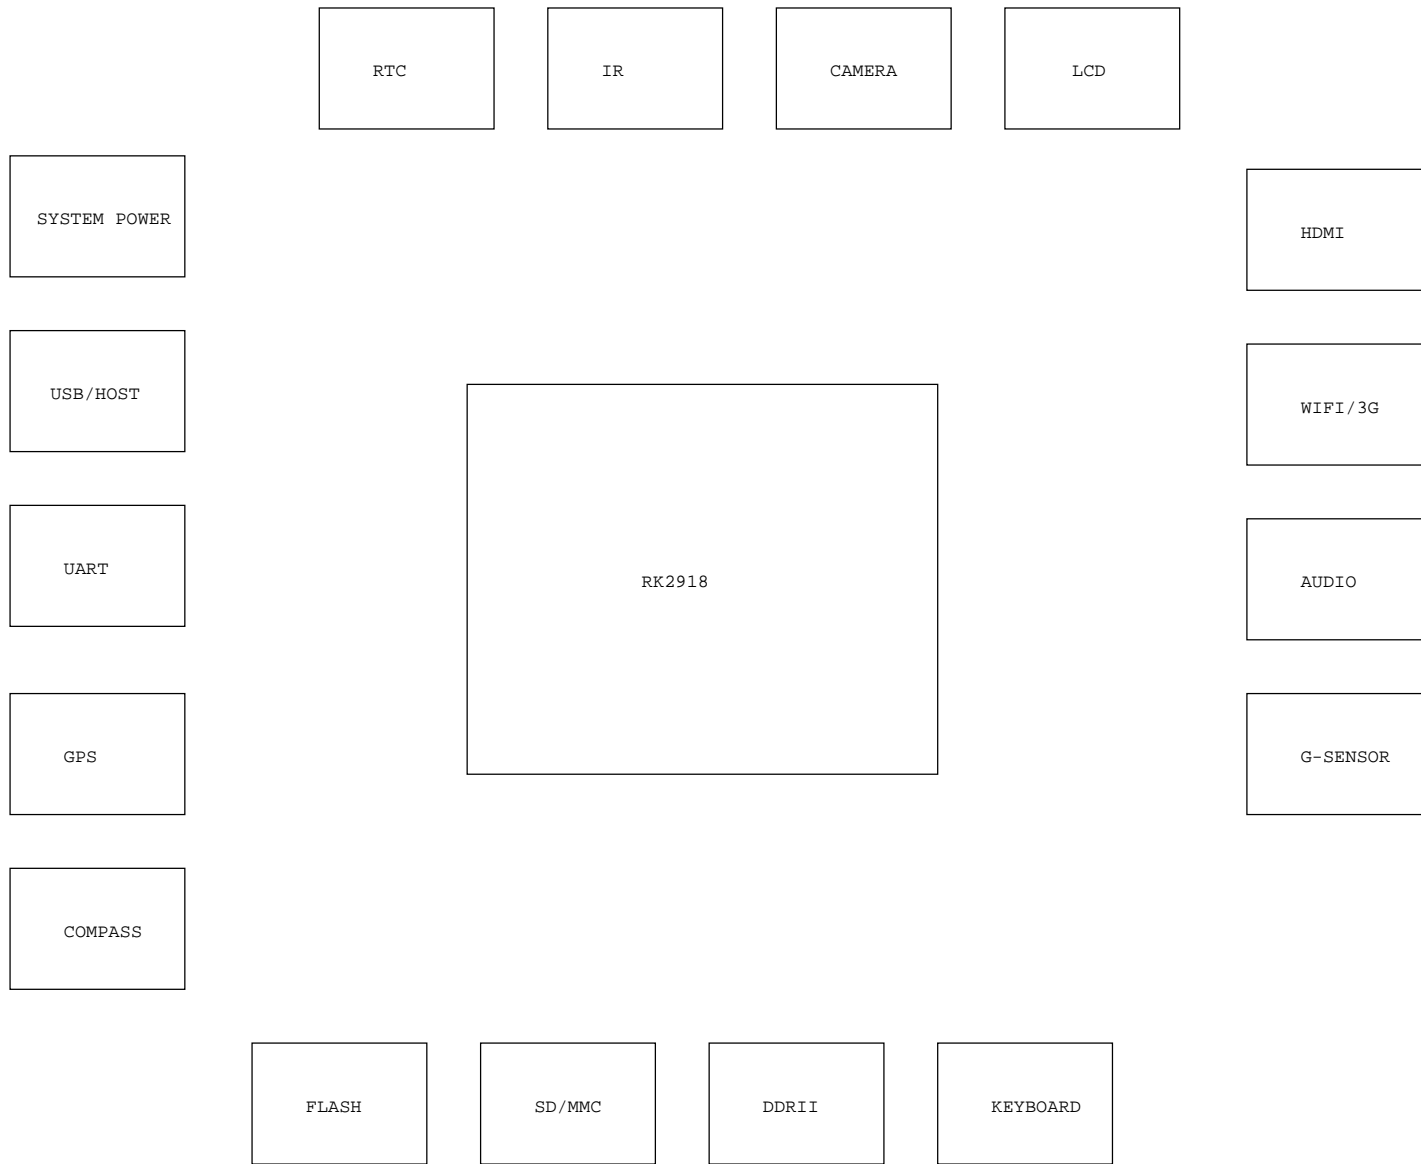 RTC
IR
CAMERA
LCD
SYSTEM POWER
HDMI
USB/HOST
WIFI/3G
UART
RK2918
AUDIO
GPS
G-SENSOR
COMPASS
FLASH
SD/MMC
DDRII
KEYBOARD